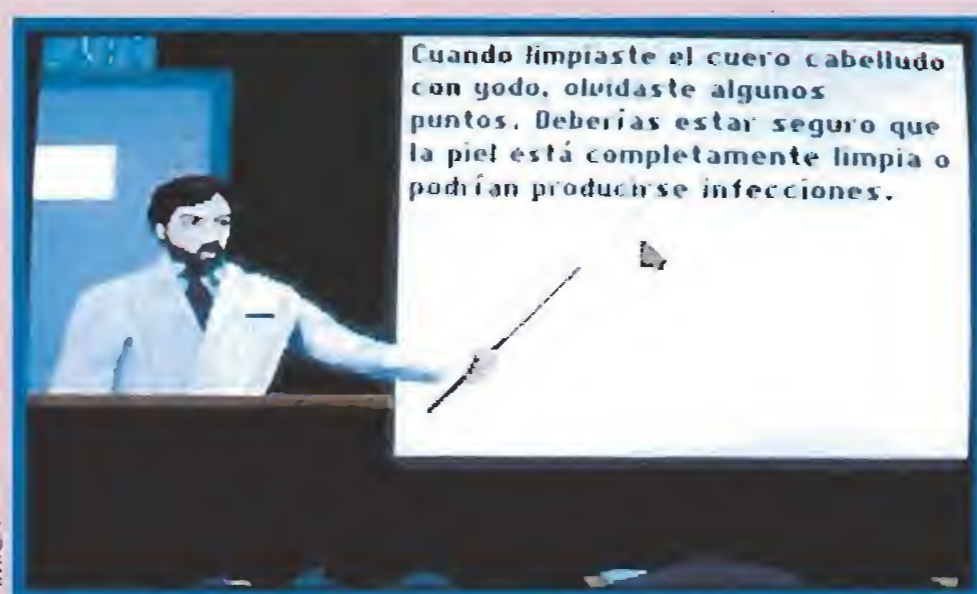 Cuando limpiaste el cuero cabelludo
con yodo, olvidaste algunos
puntos. Deberías estar seguro que
la piel está completamente limpia o
podrían producirse infecciones.